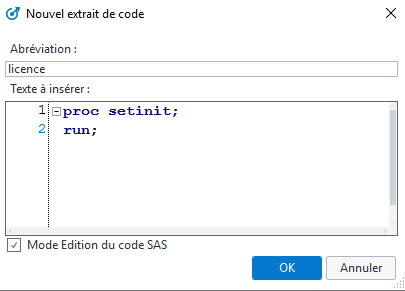 Nouvel extrait de code
Abréviation :
licence
Texte à insérer :
1 proc setinit;
2 run;
Mode Edition du code SAS
OK Annuler